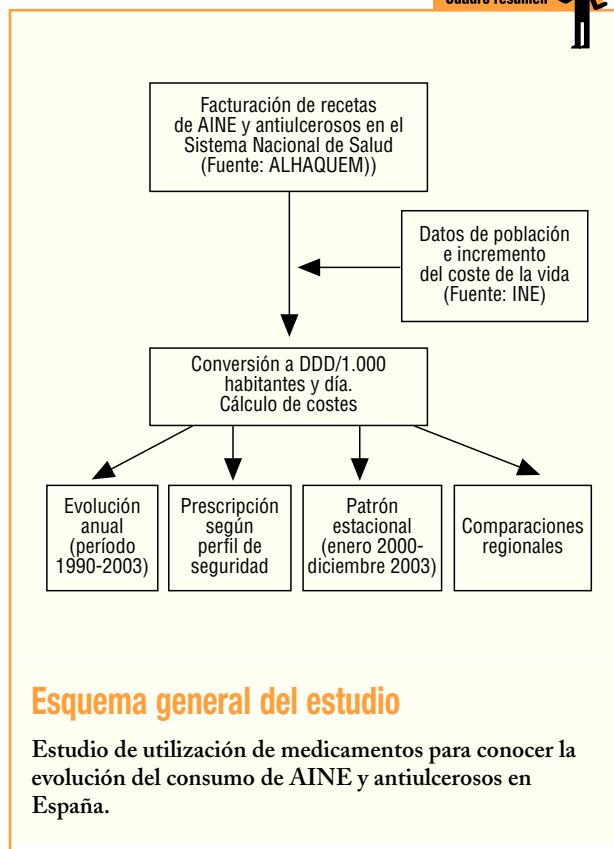 Cuadro resumen
Facturación de recetas
de AINE y antiulcerosos en el
Sistema Nacional de Salud
(Fuente: ALHAQUEM))
Datos de población
e incremento
del coste de la vida
(Fuente: INE)
Conversión a DDD/1.000
habitantes y día.
Cálculo de costes
Evolución
anual
(período
1990-2003)
Prescripción
según
perfil de
seguridad
Patrón
estacional
(enero 2000-
diciembre 2003)
Comparaciones
regionales
Esquema general del estudio
Estudio de utilización de medicamentos para conocer la
evolución del consumo de AINE y antiulcerosos en
España.